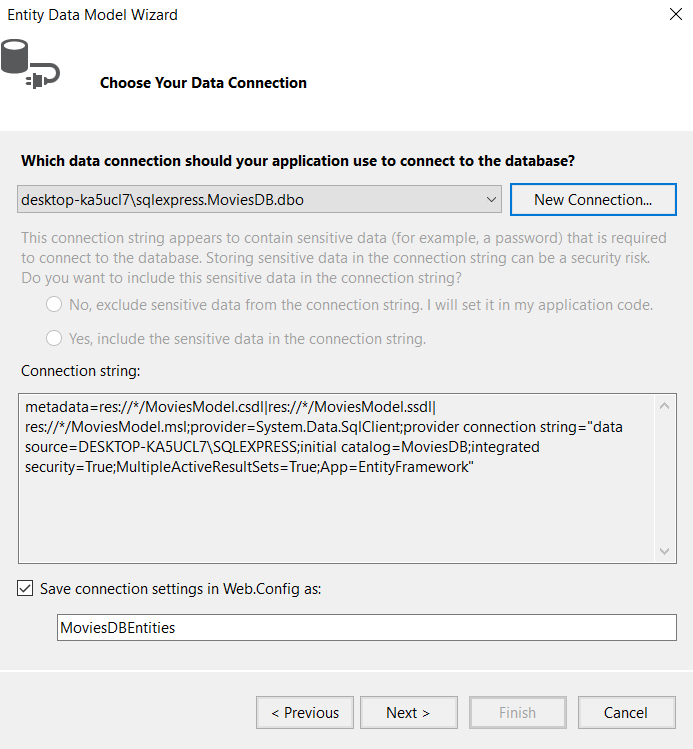 Entity Data Model Wizard
Choose Your Data Connection
Which data connection should your application use to connect to the database?
desktop-ka5ucl7\sqlexpress.MoviesDB.dbo
New Connection...
This connection string appears to contain sensitive data (for example, a password) that is required
to connect to the database. Storing sensitive data in the connection string can be a security risk.
Do you want to include this sensitive data in the connection string?
No, exclude sensitive data from the connection string. I will set it in my application code.
Yes, include the sensitive data in the connection string.
Connection string:
metadata=res://*/MoviesModel.csdl|res://*/MoviesModel.ssdl|
res://*/MoviesModel.msl;provider=System.Data.SqlClient;provider connection string="data
source=DESKTOP-KA5UCL7\SQLEXPRESS;initial catalog=MoviesDB;integrated
security=True;MultipleActiveResultSets=True;App=EntityFramework"
Save connection settings in Web.Config as:
MoviesDBEntities
< Previous
Next >
Finish
Cancel